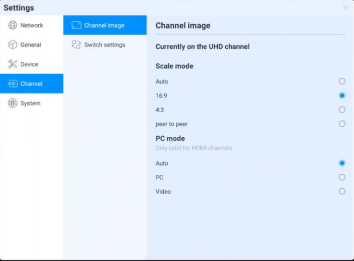 Settings
Network
General
Device
Channel
System
Channel image
Switch settings
Channel image
Currently on the UHD channel
Scale mode
Auto
16:9
4:3
peer to peer
PC mode
Only valid for HDMI channels
Auto
PC
Video